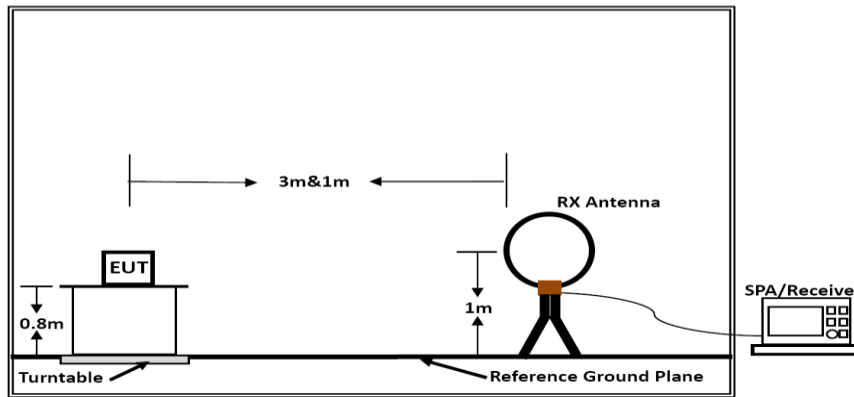 3m&1m
RX Antenna
EUT
SPA/Receive
0.8m
1m
Turntable
Reference Ground Plane